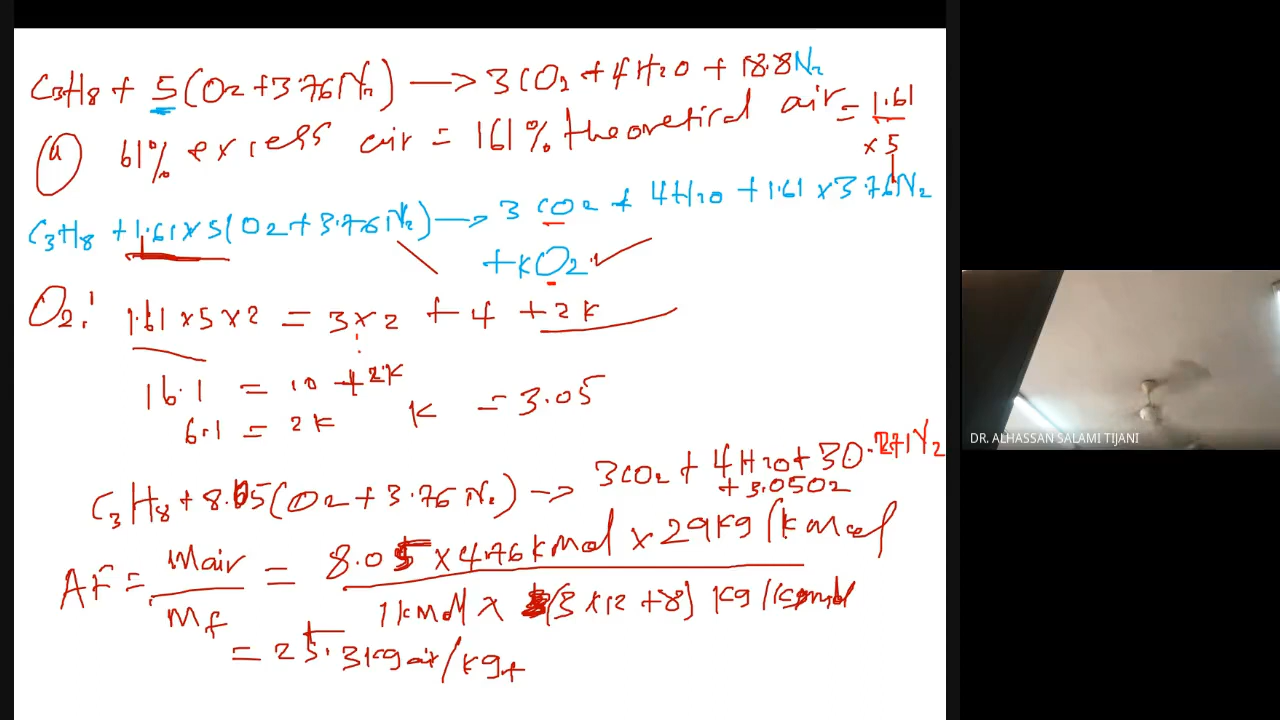 C3H8 + 5(O2+3.76N2) → 3CO2 + 4H2O + 18.8N2
(a) 61% excess air = 161% theoretical air = 1.61
× 5
C3H8 + 1.61×5(O2+3.76N2) → 3CO2 + 4H2O + 1.61×3.76N2
+KO2
O2: 1.61×5×2 = 3×2 + 4 + 2K
16.1 = 10 + 2K
6.1 = 2K K = 3.05
C3H8 + 8.05(O2+3.76N2) → 3CO2 + 4H2O + 30.27N2
+ 3.05O2
AF = Mair = 8.05 × 4.76 kmol × 29 kg/kmol
Mf 1 kmol × (3×12+8) kg/kmol
= 25.3 kg air/kgf
DR. ALHASSAN SALAMI TIJANI